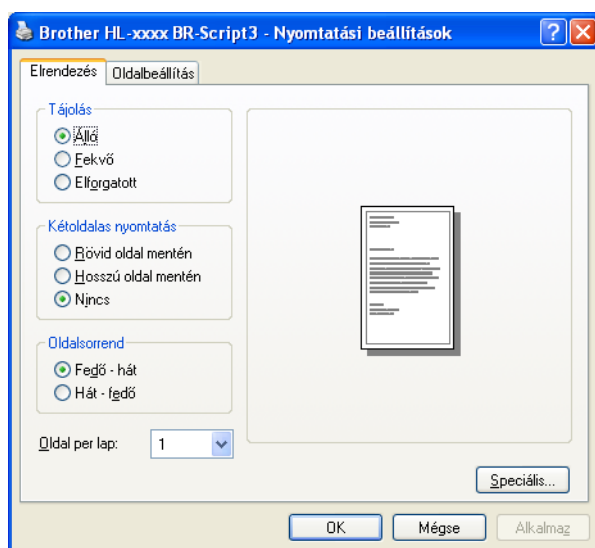 Brother HL-xxxx BR-Script3 - Nyomtatási beállítások
Elrendezés Oldalbeállítás
Tájolás
Álló
Fekvő
Elforgatott
Kétoldalas nyomtatás
Rövid oldal mentén
Hosszú oldal mentén
Nincs
Oldalsorrend
Fedő - hát
Hát - fedő
Oldal per lap: 1
Speciális...
OK Mégse Alkalmaz